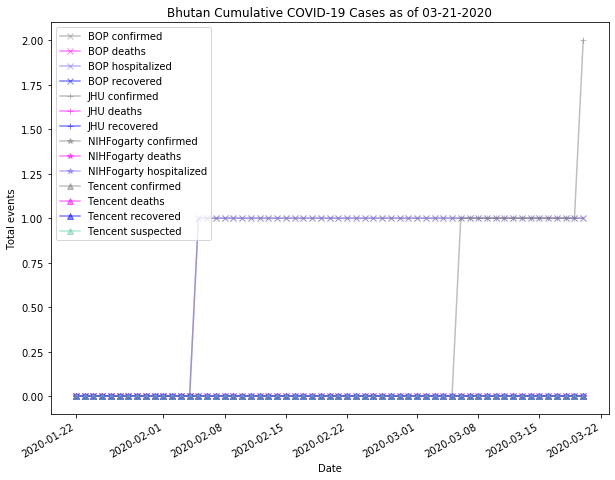 Bhutan Cumulative COVID-19 Cases as of 03-21-2020
BOP confirmed
BOP deaths
BOP hospitalized
BOP recovered
JHU confirmed
JHU deaths
JHU recovered
NIHFogarty confirmed
NIHFogarty deaths
NIHFogarty hospitalized
Tencent confirmed
Tencent deaths
Tencent recovered
Tencent suspected
Total events
2.00
1.75
1.50
1.25
1.00
0.75
0.50
0.25
0.00
2020-01-22
2020-02-01
2020-02-08
2020-02-15
2020-02-22
2020-03-01
2020-03-08
2020-03-15
2020-03-22
Date